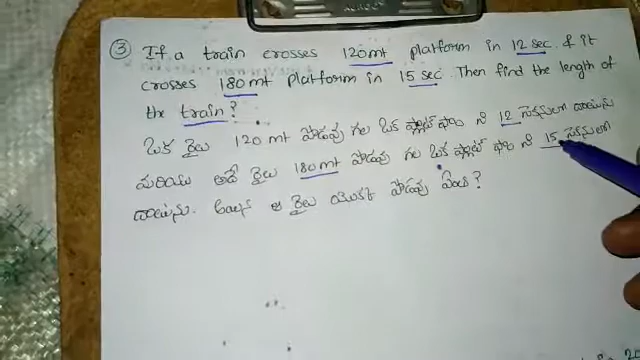 ③ If a train crosses 120mt platform in 12 sec. & it
crosses 180mt platform in 15 sec. Then find the length of
the train?
ఒక రైలు 120 mt పొడవు గల ఒక ప్లాట్ ఫాం ని 12 సెకనులలో దాటును
మరియు అదే రైలు 180mt పొడవు గల ఒక ప్లాట్ ఫాం ని 15 సెకనులలో
దాటును. అయిన ఆ రైలు యొక్క పొడవు ఎంత?